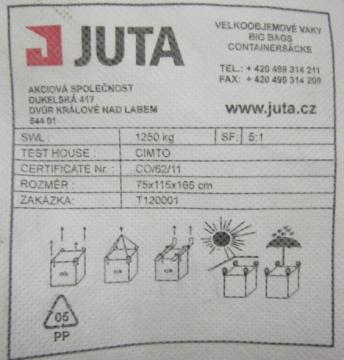 JUTA
VELKOOBJEMOVÉ VAKY
BIG BAGS
CONTAINERSÄCKE
TEL.: + 420 499 314 211
FAX: + 420 499 314 209
AKCIOVÁ SPOLEČNOST
DUKELSKÁ 417
DVŮR KRÁLOVÉ NAD LABEM
544 01
www.juta.cz
SWL : 1250 kg SF: 5:1
TEST HOUSE : CIMTO
CERTIFICATE Nr : CO/62/11
ROZMĚR : 75x115x165 cm
ZAKÁZKA: T120001
05
PP